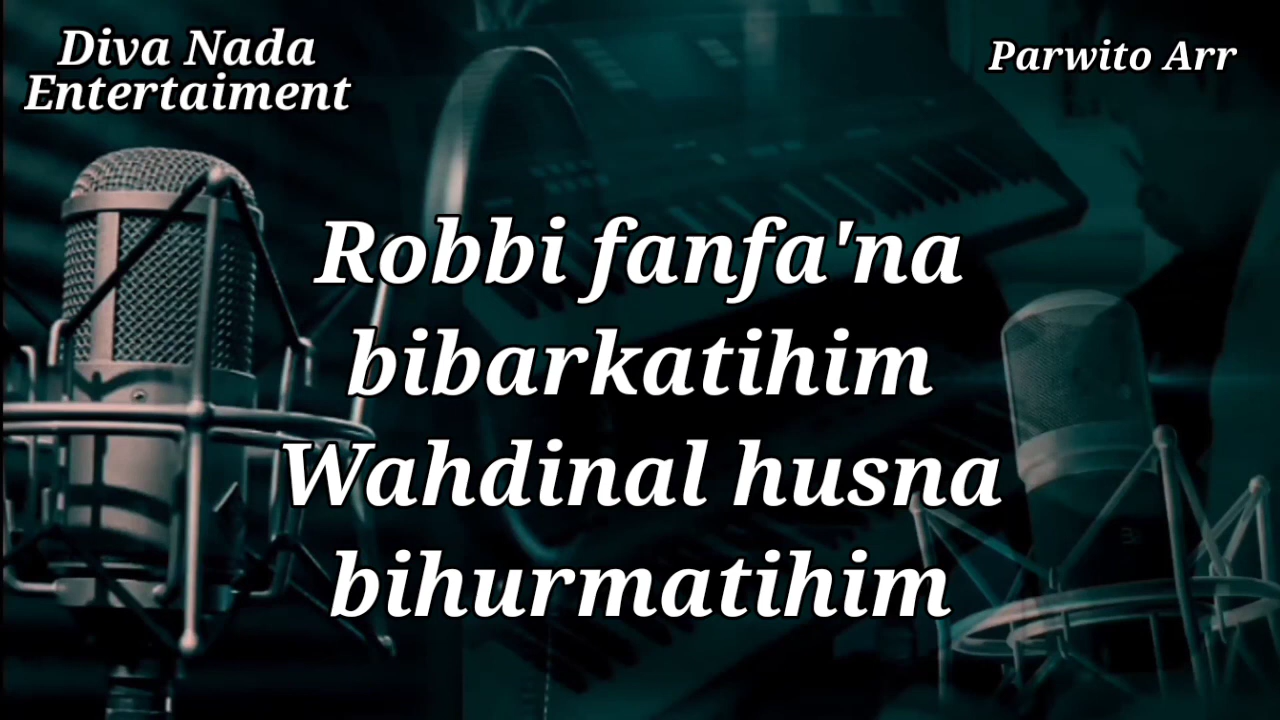 Diva Nada
Entertaiment
Parwito Arr
Robbi fanfa'na
bibarkatihim
Wahdinal husna
bihurmatihim